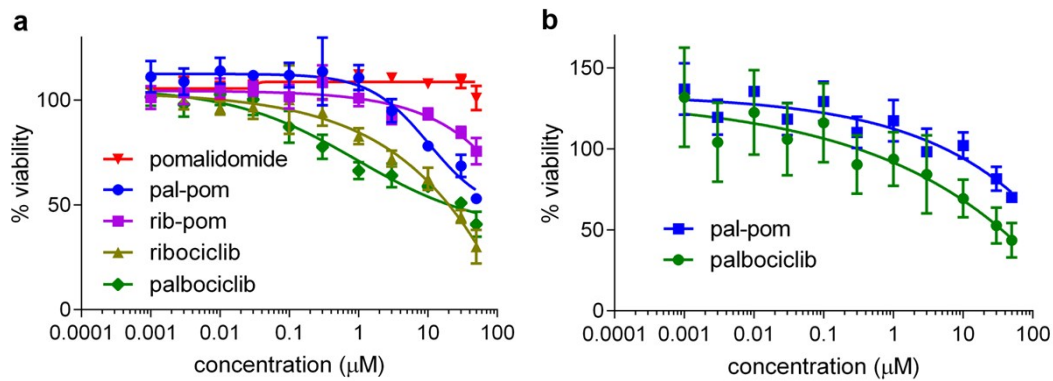 a
% viability
100
50
0
pomalidomide
pal-pom
rib-pom
ribociclib
palbociclib
0.0001 0.001 0.01 0.1 1 10 100
concentration (μM)
b
% viability
150
100
50
0
pal-pom
palbociclib
0.0001 0.001 0.01 0.1 1 10 100
concentration (μM)